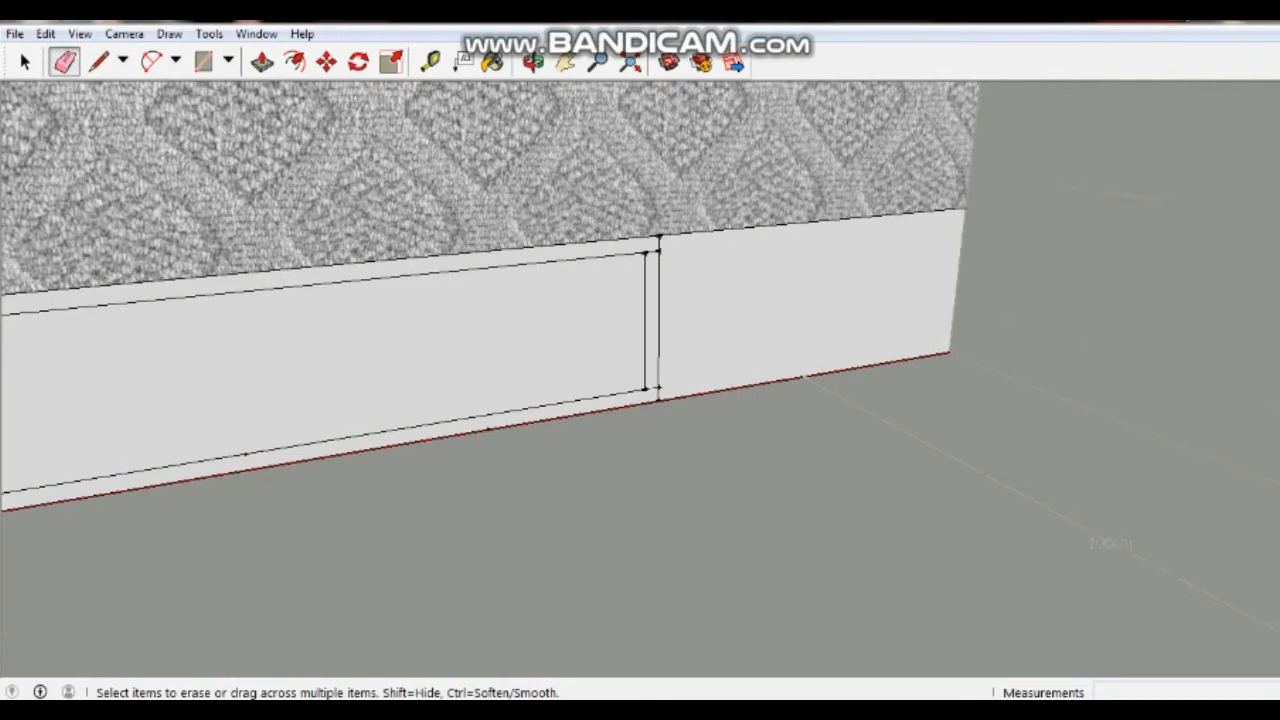 www.BANDICAM.com
File Edit View Camera Draw Tools Window Help
100cm
Select items to erase or drag across multiple items. Shift=Hide, Ctrl=Soften/Smooth.
Measurements